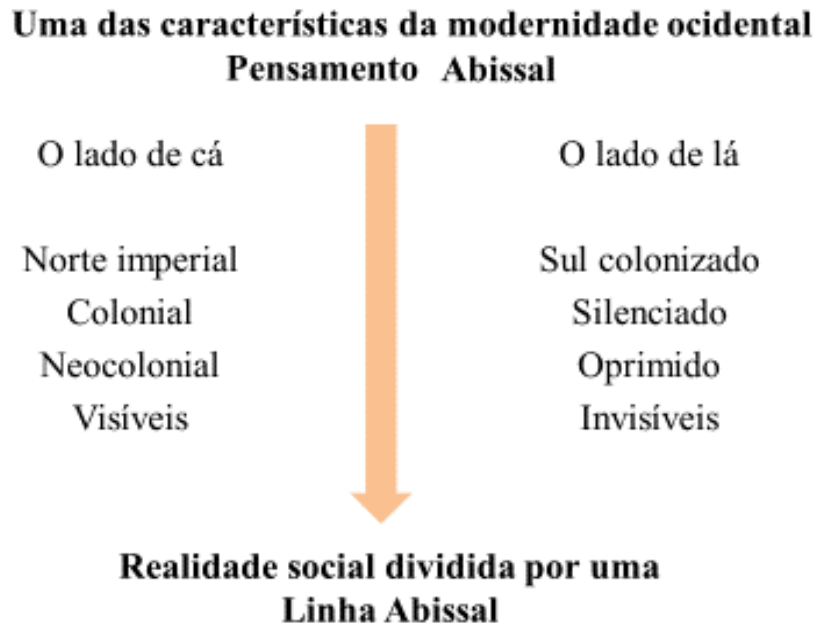 Uma das características da modernidade ocidental
Pensamento Abissal
O lado de cá
O lado de lá
Norte imperial
Colonial
Neocolonial
Visíveis
Sul colonizado
Silenciado
Oprimido
Invisíveis
Realidade social dividida por uma
Linha Abissal